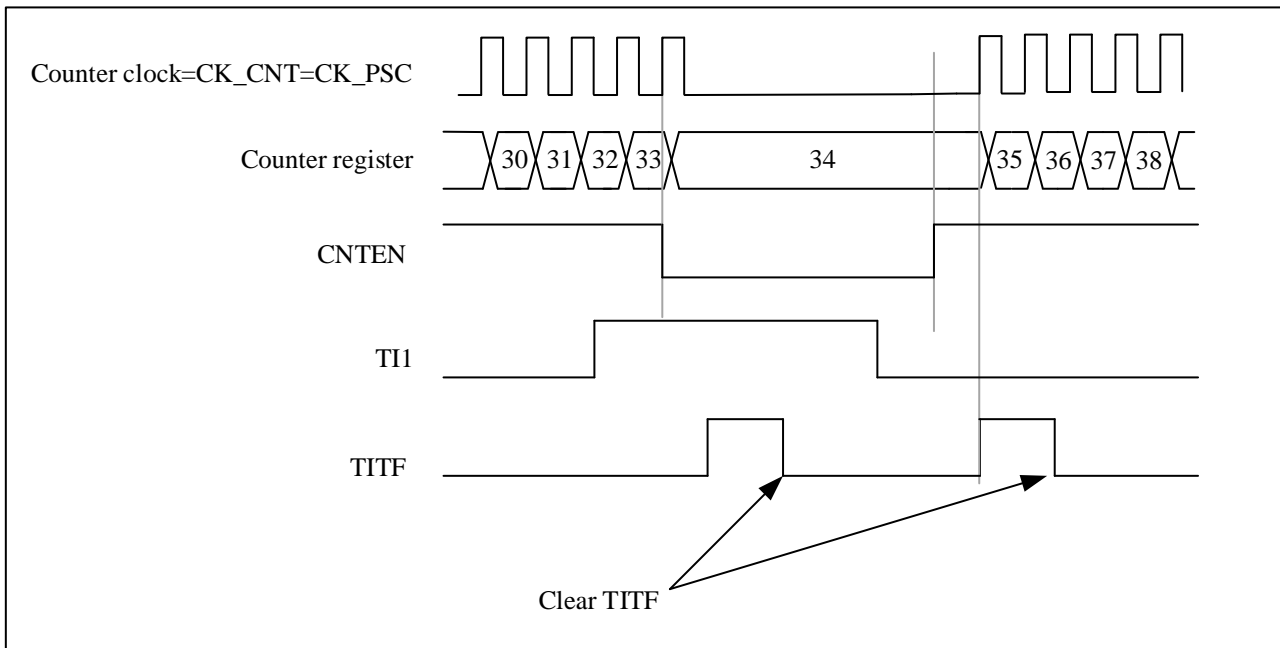 Counter clock=CK_CNT=CK_PSC
Counter register 30 31 32 33 34 35 36 37 38
CNTEN
TI1
TITF
Clear TITF